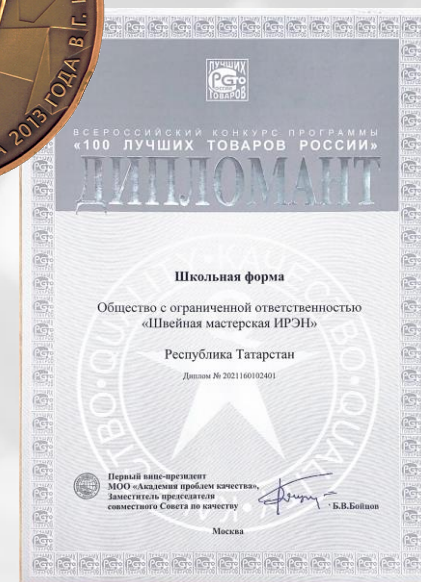 2013 ГОДА В Г.
ЛУЧШИХ
ТОВАРОВ
ВСЕРОССИЙСКИЙ КОНКУРС ПРОГРАММЫ
«100 ЛУЧШИХ ТОВАРОВ РОССИИ»
ДИПЛОМАНТ
Школьная форма
Общество с ограниченной ответственностью
«Швейная мастерская ИРЭН»
Республика Татарстан
Диплом № 2021160102401
Первый вице-президент
МОО «Академия проблем качества»,
Заместитель председателя
совместного Совета по качеству
Б.В.Бойцов
Москва